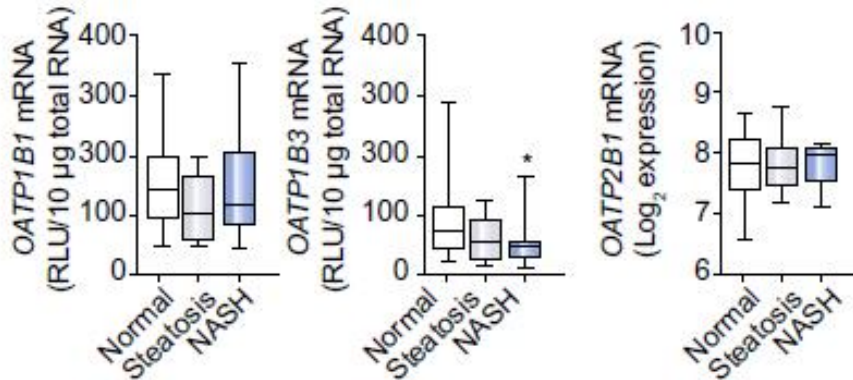 OATP1B1 mRNA
(RLU/10 µg total RNA)
400
300
300
100
0
Normal
Steatosis
NASH
OATP1B3 mRNA
(RLU/10 µg total RNA)
400
300
300
100
0
*
Normal
Steatosis
NASH
OATP2B1 mRNA
(Log2 expression)
10
9
8
7
6
Normal
Steatosis
NASH